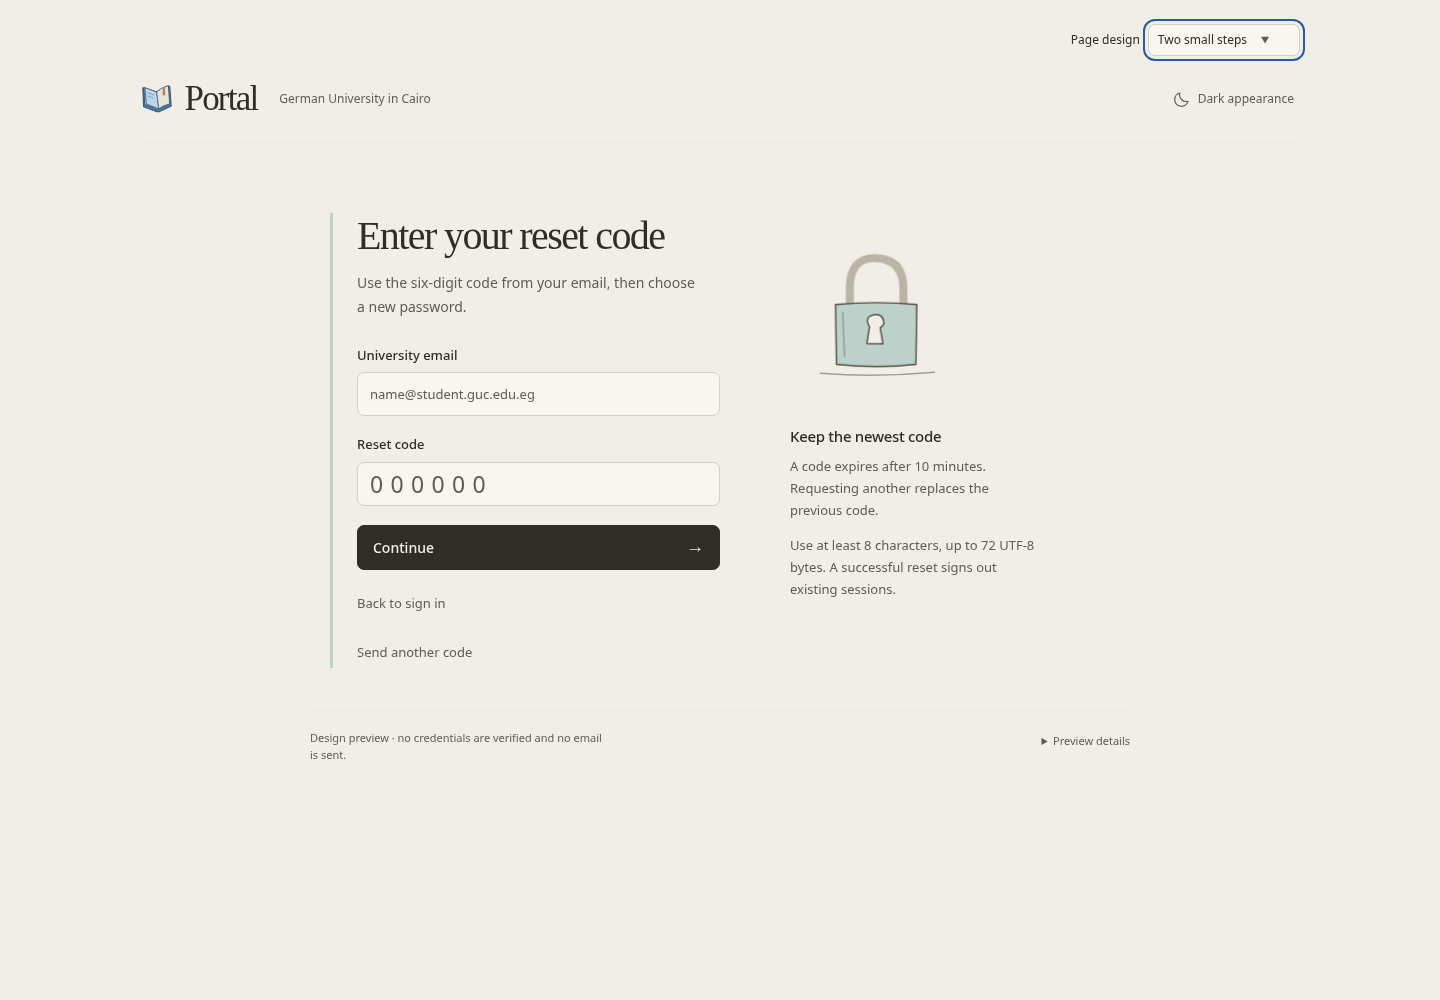 Page design
Two small steps
Portal
German University in Cairo
Dark appearance
Enter your reset code
Use the six-digit code from your email, then choose
a new password.
University email
name@student.guc.edu.eg
Reset code
000000
Continue →
Back to sign in
Send another code
Keep the newest code
A code expires after 10 minutes.
Requesting another replaces the
previous code.
Use at least 8 characters, up to 72 UTF-8
bytes. A successful reset signs out
existing sessions.
Design preview · no credentials are verified and no email
is sent.
Preview details